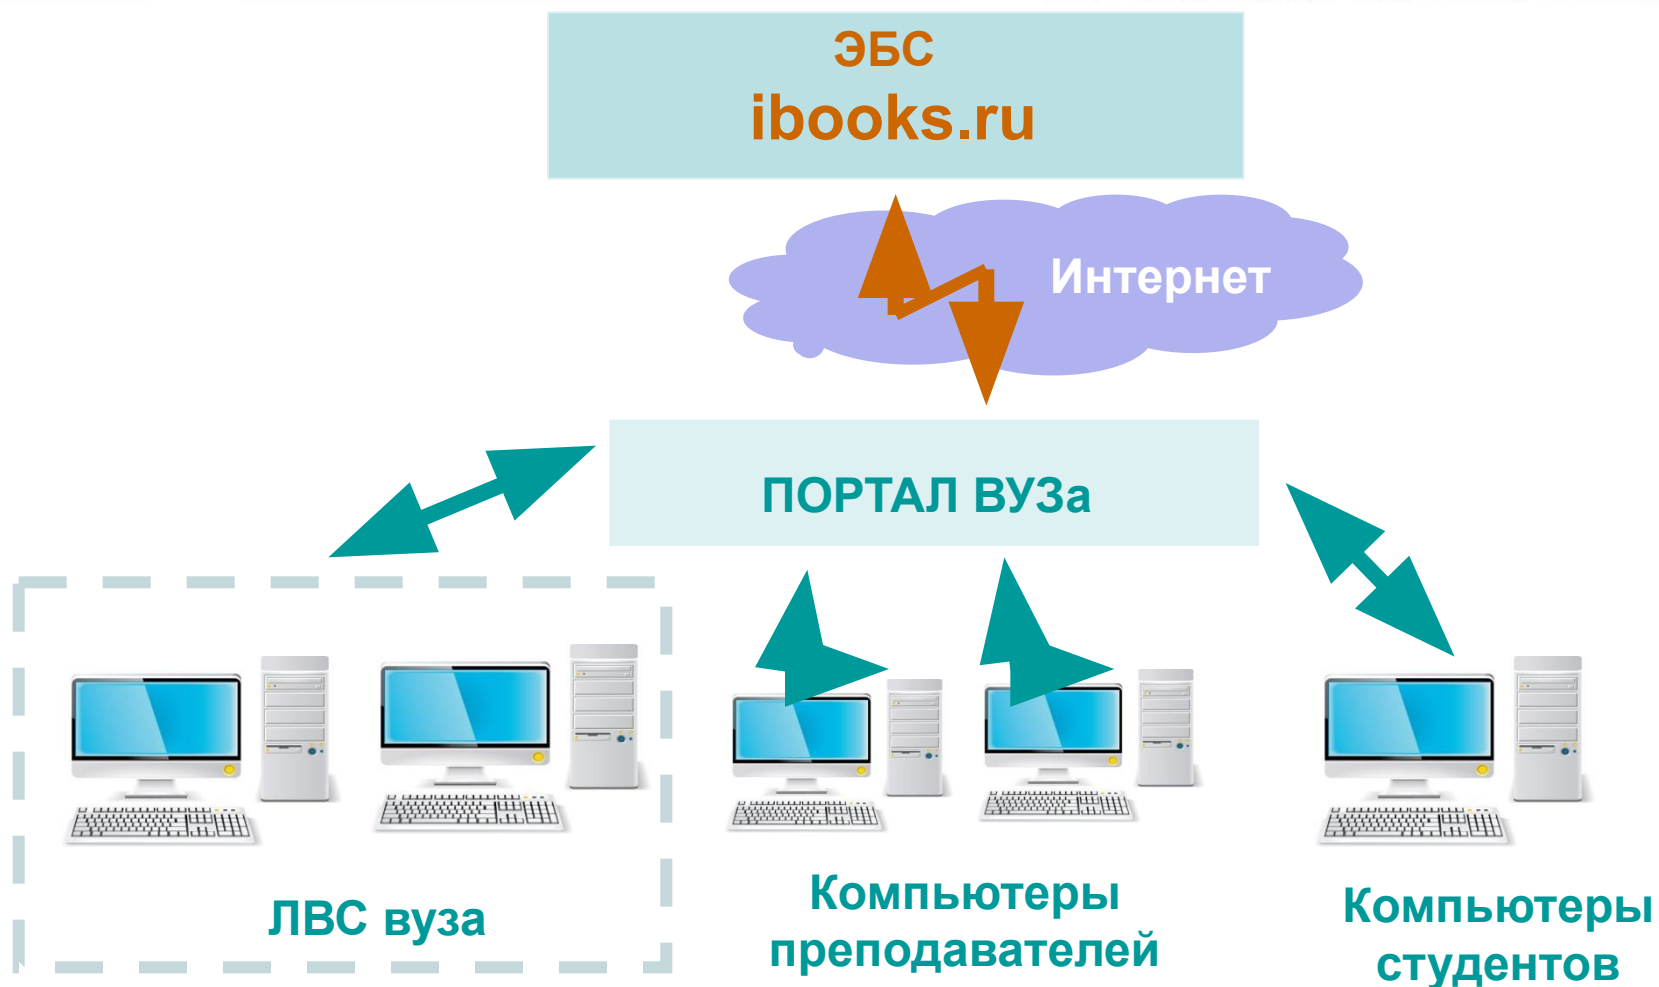 ЭБС
ibooks.ru
Интернет
ПОРТАЛ ВУЗа
ЛВС вуза
Компьютеры
преподавателей
Компьютеры
студентов